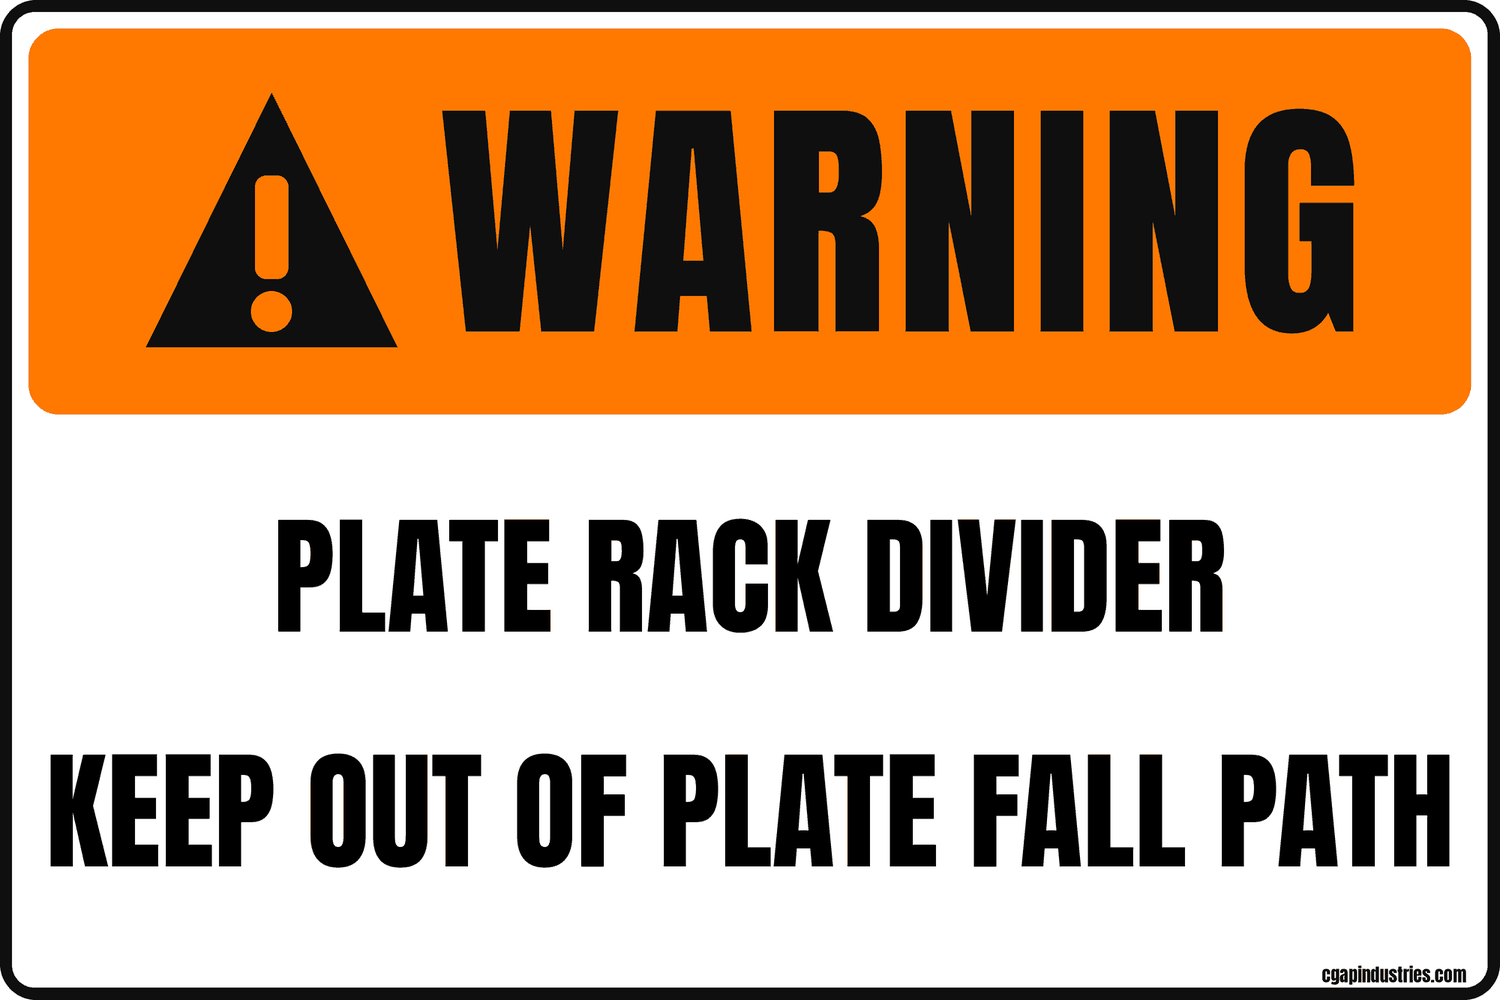 WARNING
PLATE RACK DIVIDER
KEEP OUT OF PLATE FALL PATH
cgapindustries.com